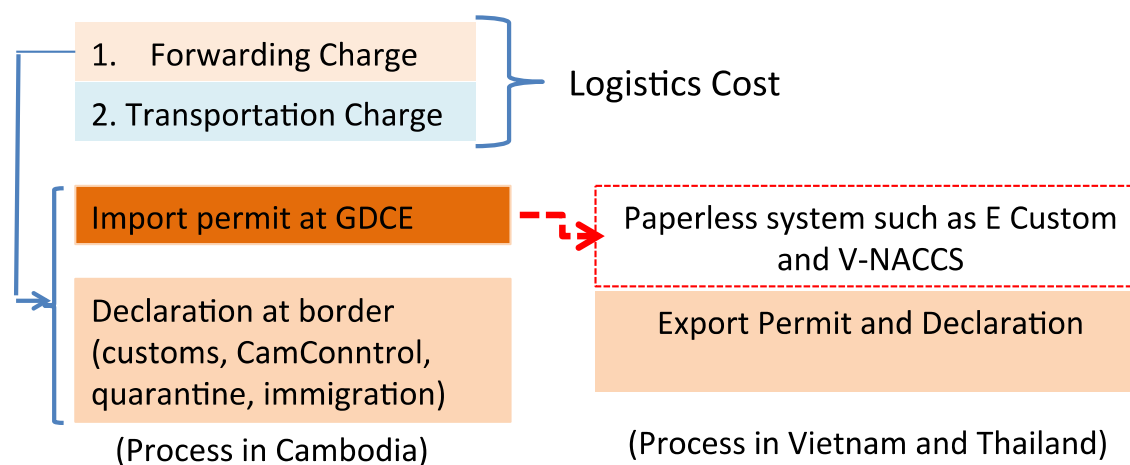 1. Forwarding Charge
2. Transportation Charge
Logistics Cost
Import permit at GDCE
Declaration at border
(customs, CamConntrol,
quarantine, immigration)
(Process in Cambodia)
Paperless system such as E Custom
and V-NACCS
Export Permit and Declaration
(Process in Vietnam and Thailand)